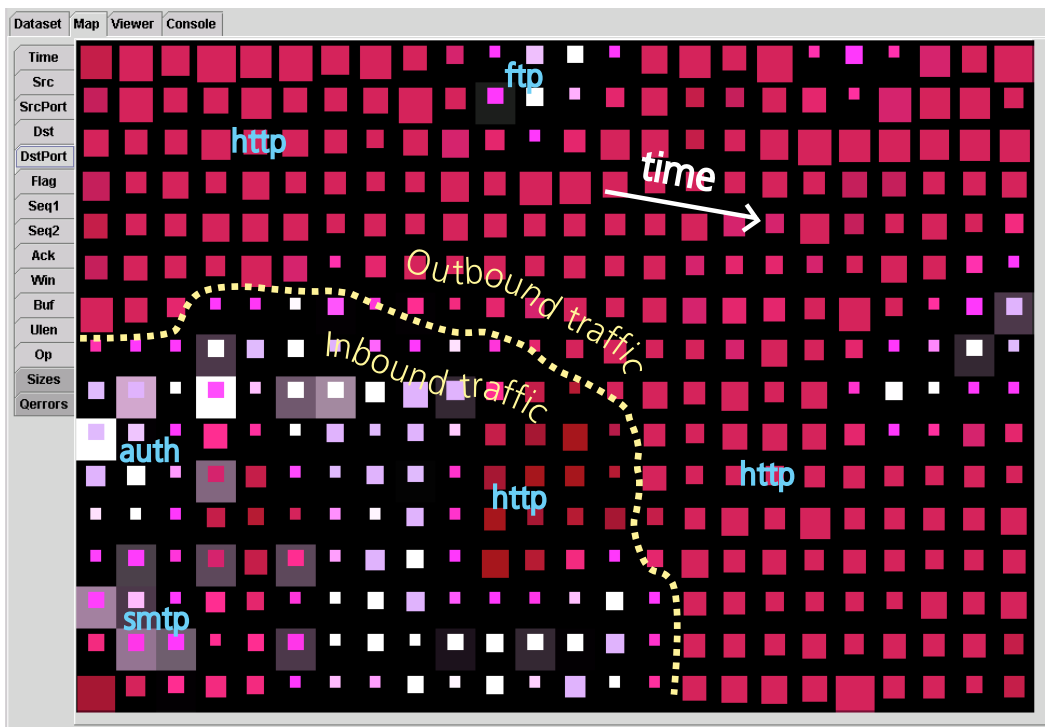 Dataset Map Viewer Console
Time
Src
SrcPort
Dst
DstPort
Flag
Seq1
Seq2
Ack
Win
Buf
Ulen
Op
Sizes
Qerrors
ftp
http
time
Outbound traffic
Inbound traffic
auth
http
http
smtp